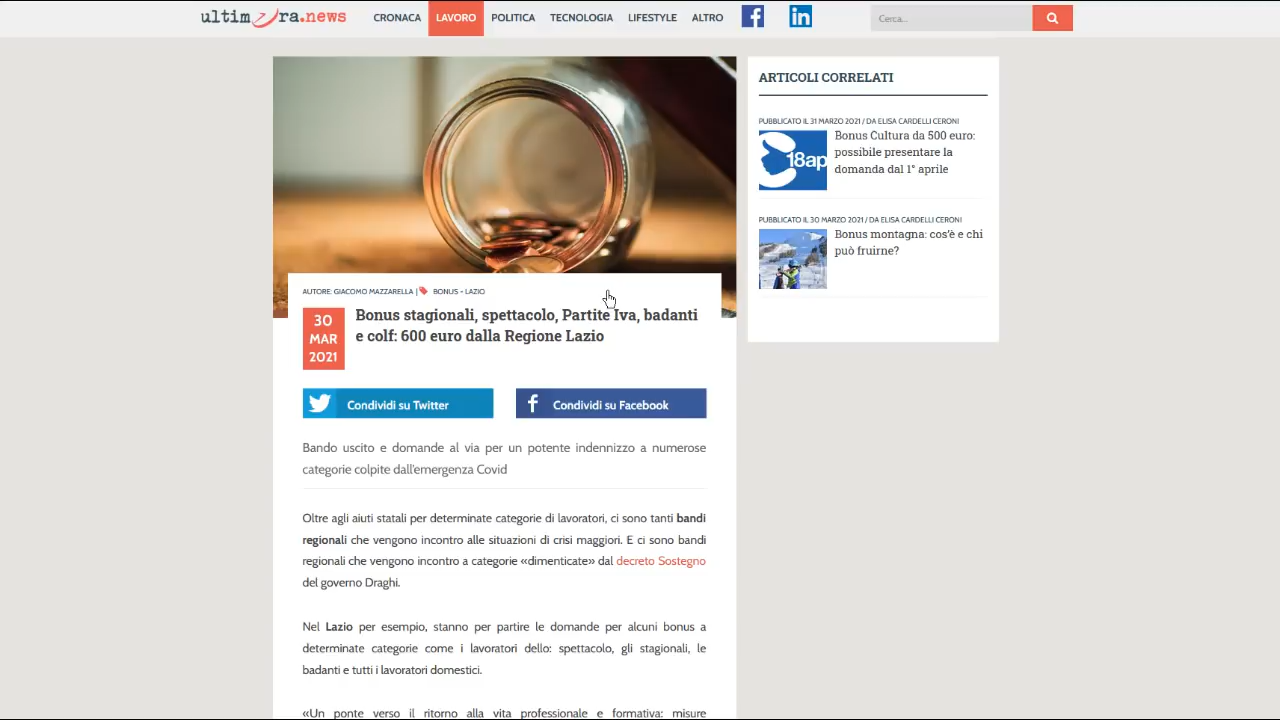 ultimora.news
CRONACA LAVORO POLITICA TECNOLOGIA LIFESTYLE ALTRO
Cerca...
AUTORE: GIACOMO MAZZARELLA | BONUS - LAZIO
30 MAR 2021
Bonus stagionali, spettacolo, Partite Iva, badanti
e colf: 600 euro dalla Regione Lazio
Condividi su Twitter
Condividi su Facebook
Bando uscito e domande al via per un potente indennizzo a numerose
categorie colpite dall'emergenza Covid
Oltre agli aiuti statali per determinate categorie di lavoratori, ci sono tanti bandi
regionali che vengono incontro alle situazioni di crisi maggiori. E ci sono bandi
regionali che vengono incontro a categorie «dimenticate» dal decreto Sostegno
del governo Draghi.
Nel Lazio per esempio, stanno per partire le domande per alcuni bonus a
determinate categorie come i lavoratori dello: spettacolo, gli stagionali, le
badanti e tutti i lavoratori domestici.
«Un ponte verso il ritorno alla vita professionale e formativa: misure
ARTICOLI CORRELATI
PUBBLICATO IL 31 MARZO 2021 / DA ELISA CARDELLI CERONI
18ap
Bonus Cultura da 500 euro:
possibile presentare la
domanda dal 1° aprile
PUBBLICATO IL 30 MARZO 2021 / DA ELISA CARDELLI CERONI
Bonus montagna: cos'è e chi
può fruirne?